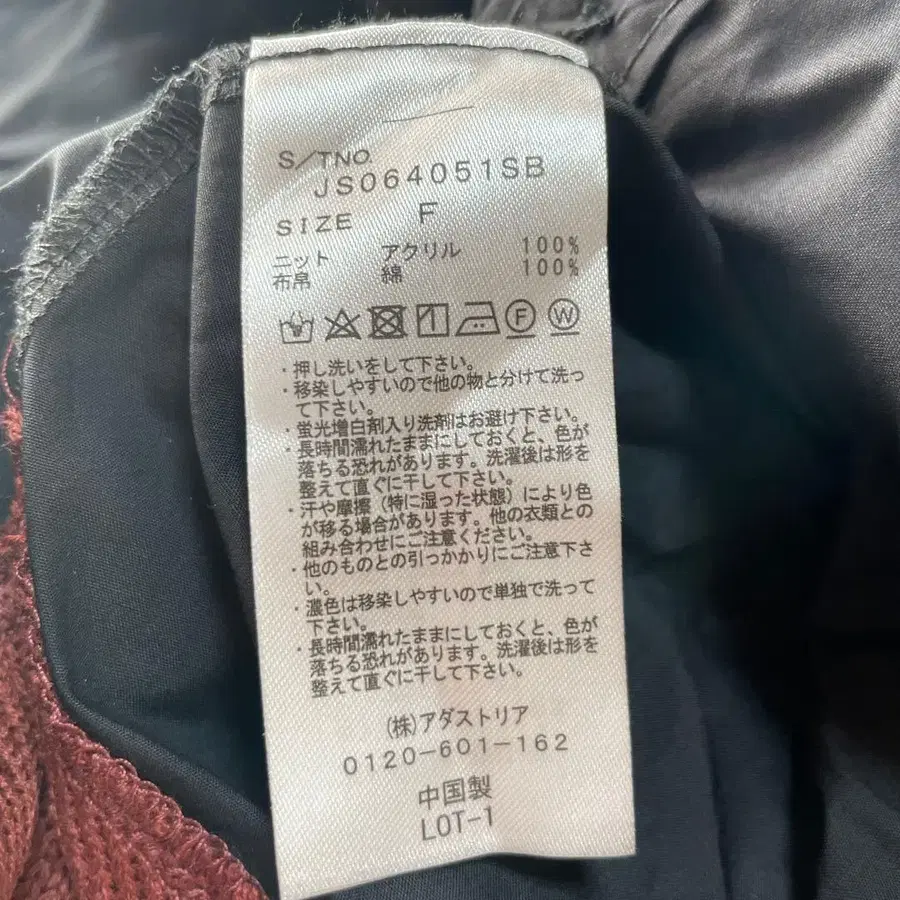 S/TNO.
JS064051SB
SIZE F
ニット アクリル 100%
布帛 綿 100%
F W
・押し洗いをして下さい。
・移染しやすいので他の物と分けて洗っ
て下さい。
・蛍光増白剤入り洗剤はお避け下さい。
・長時間濡れたままにしておくと、色が
落ちる恐れがあります。洗濯後は形を
整えて直ぐに干して下さい。
・汗や摩擦（特に湿った状態）により色
が移る場合があります。他の衣類との
組み合わせにご注意ください。
・他のものとの引っかかりにご注意下さ
い。
・濃色は移染しやすいので単独で洗って
下さい。
・長時間濡れたままにしておくと、色が
落ちる恐れがあります。洗濯後は形を
整えて直ぐに干して下さい。
(株)アダストリア
0120-601-162
中国製
LOT-1